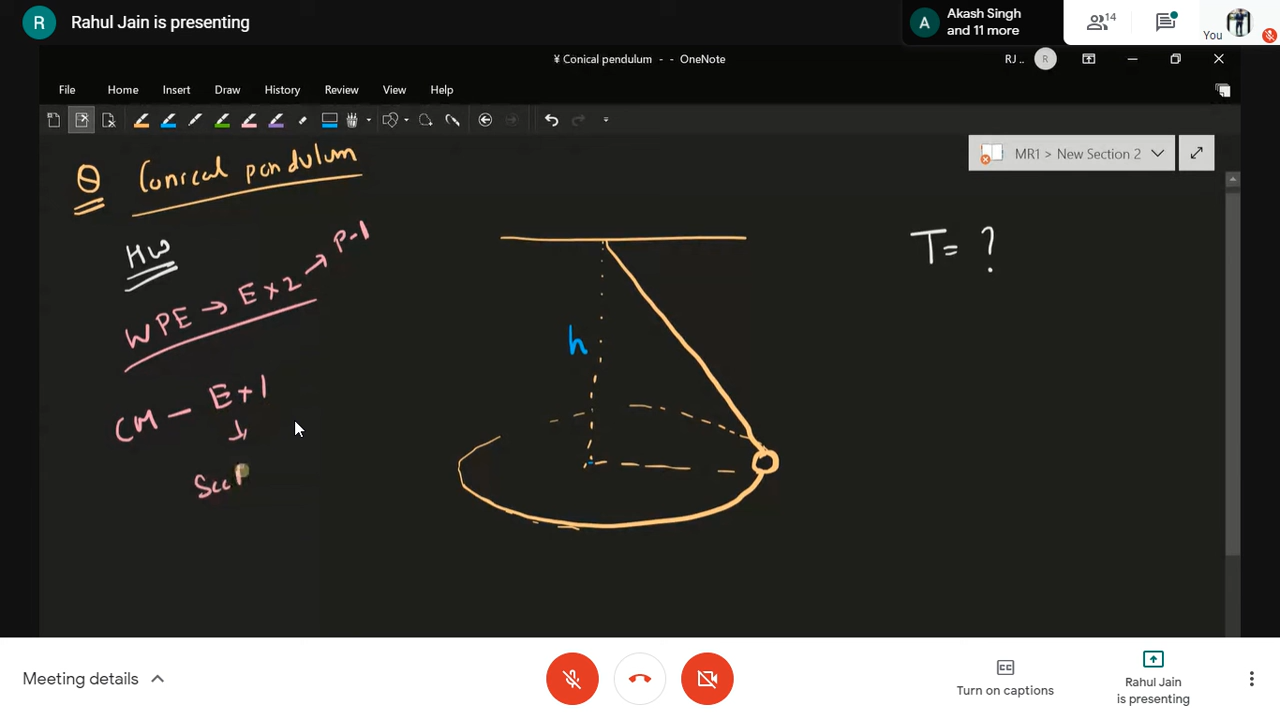 R Rahul Jain is presenting
A Akash Singh
and 11 more
14
You
¥ Conical pendulum - - OneNote
RJ ..
R
File Home Insert Draw History Review View Help
MR1 > New Section 2
Q Conical pendulum
HW
WPE → Ex2 → P-1
CM - Ex1
↓
h
T = ?
Meeting details
CC
Turn on captions
Rahul Jain
is presenting